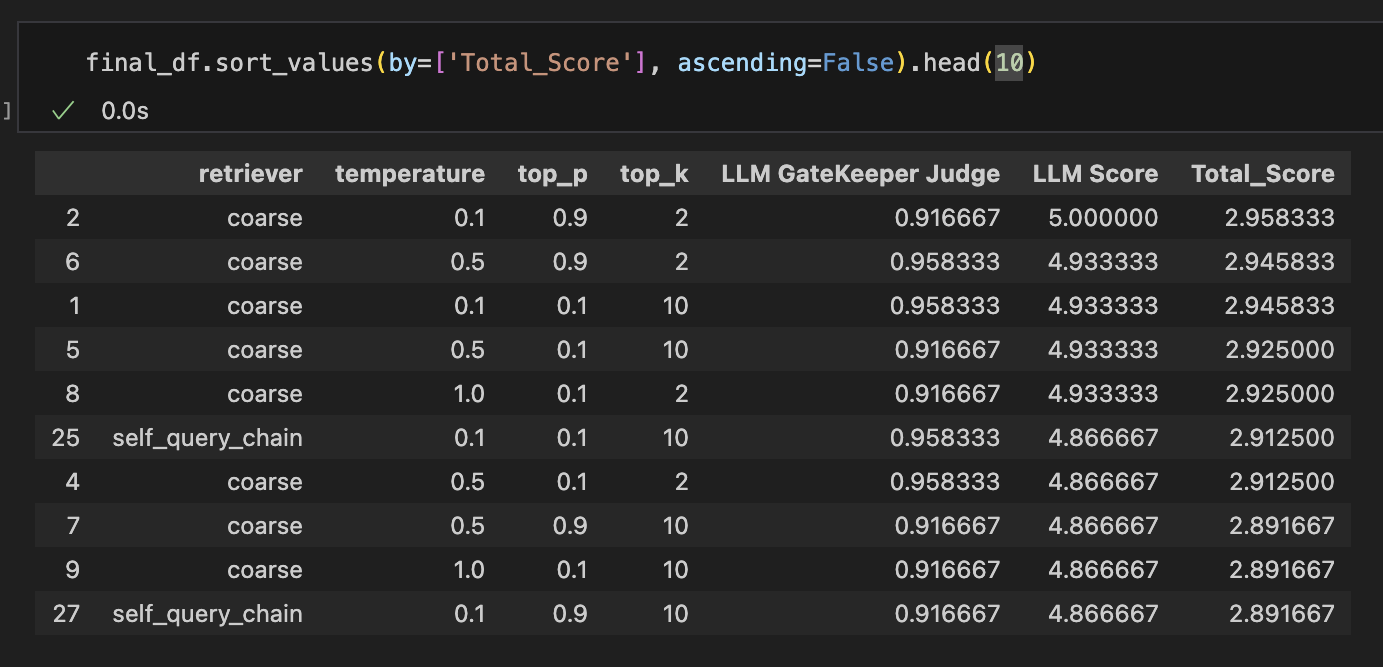 final_df.sort_values(by=['Total_Score'], ascending=False).head(10)
] ✓ 0.0s
retriever temperature top_p top_k LLM GateKeeper Judge LLM Score Total_Score
2 coarse 0.1 0.9 2 0.916667 5.000000 2.958333
6 coarse 0.5 0.9 2 0.958333 4.933333 2.945833
1 coarse 0.1 0.1 10 0.958333 4.933333 2.945833
5 coarse 0.5 0.1 10 0.916667 4.933333 2.925000
8 coarse 1.0 0.1 2 0.916667 4.933333 2.925000
25 self_query_chain 0.1 0.1 10 0.958333 4.866667 2.912500
4 coarse 0.5 0.1 2 0.958333 4.866667 2.912500
7 coarse 0.5 0.9 10 0.916667 4.866667 2.891667
9 coarse 1.0 0.1 10 0.916667 4.866667 2.891667
27 self_query_chain 0.1 0.9 10 0.916667 4.866667 2.891667